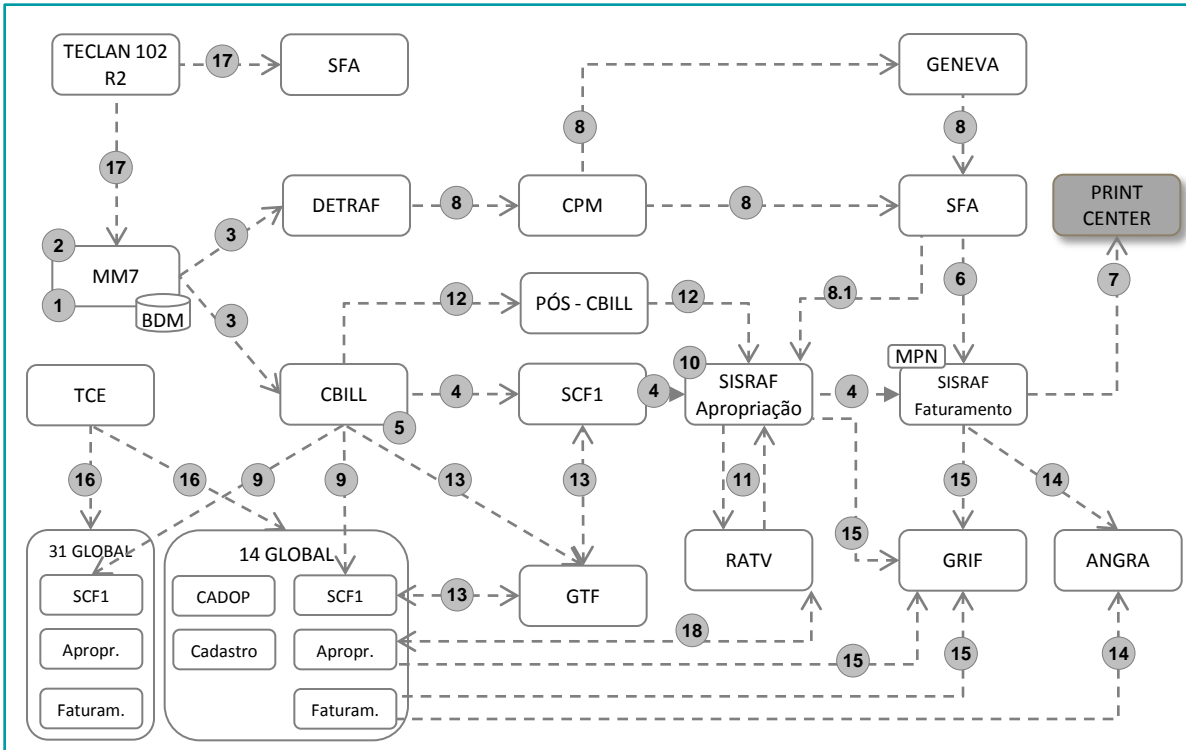 TECLAN 102
R2
17
SFA
GENEVA
8
8
17
DETRAF
8
CPM
8
SFA
PRINT
CENTER
2
MM7
1
BDM
3
3
12
PÓS - CBILL
12
8.1
6
7
TCE
CBILL
5
4
SCF1
4
10
SISRAF
Apropriação
4
MPN
SISRAF
Faturamento
16
16
9
9
13
13
11
15
15
14
31 GLOBAL
SCF1
Apropr.
Faturam.
14 GLOBAL
CADOP
SCF1
Cadastro
Apropr.
Faturam.
13
GTF
RATV
GRIF
ANGRA
18
15
15
14